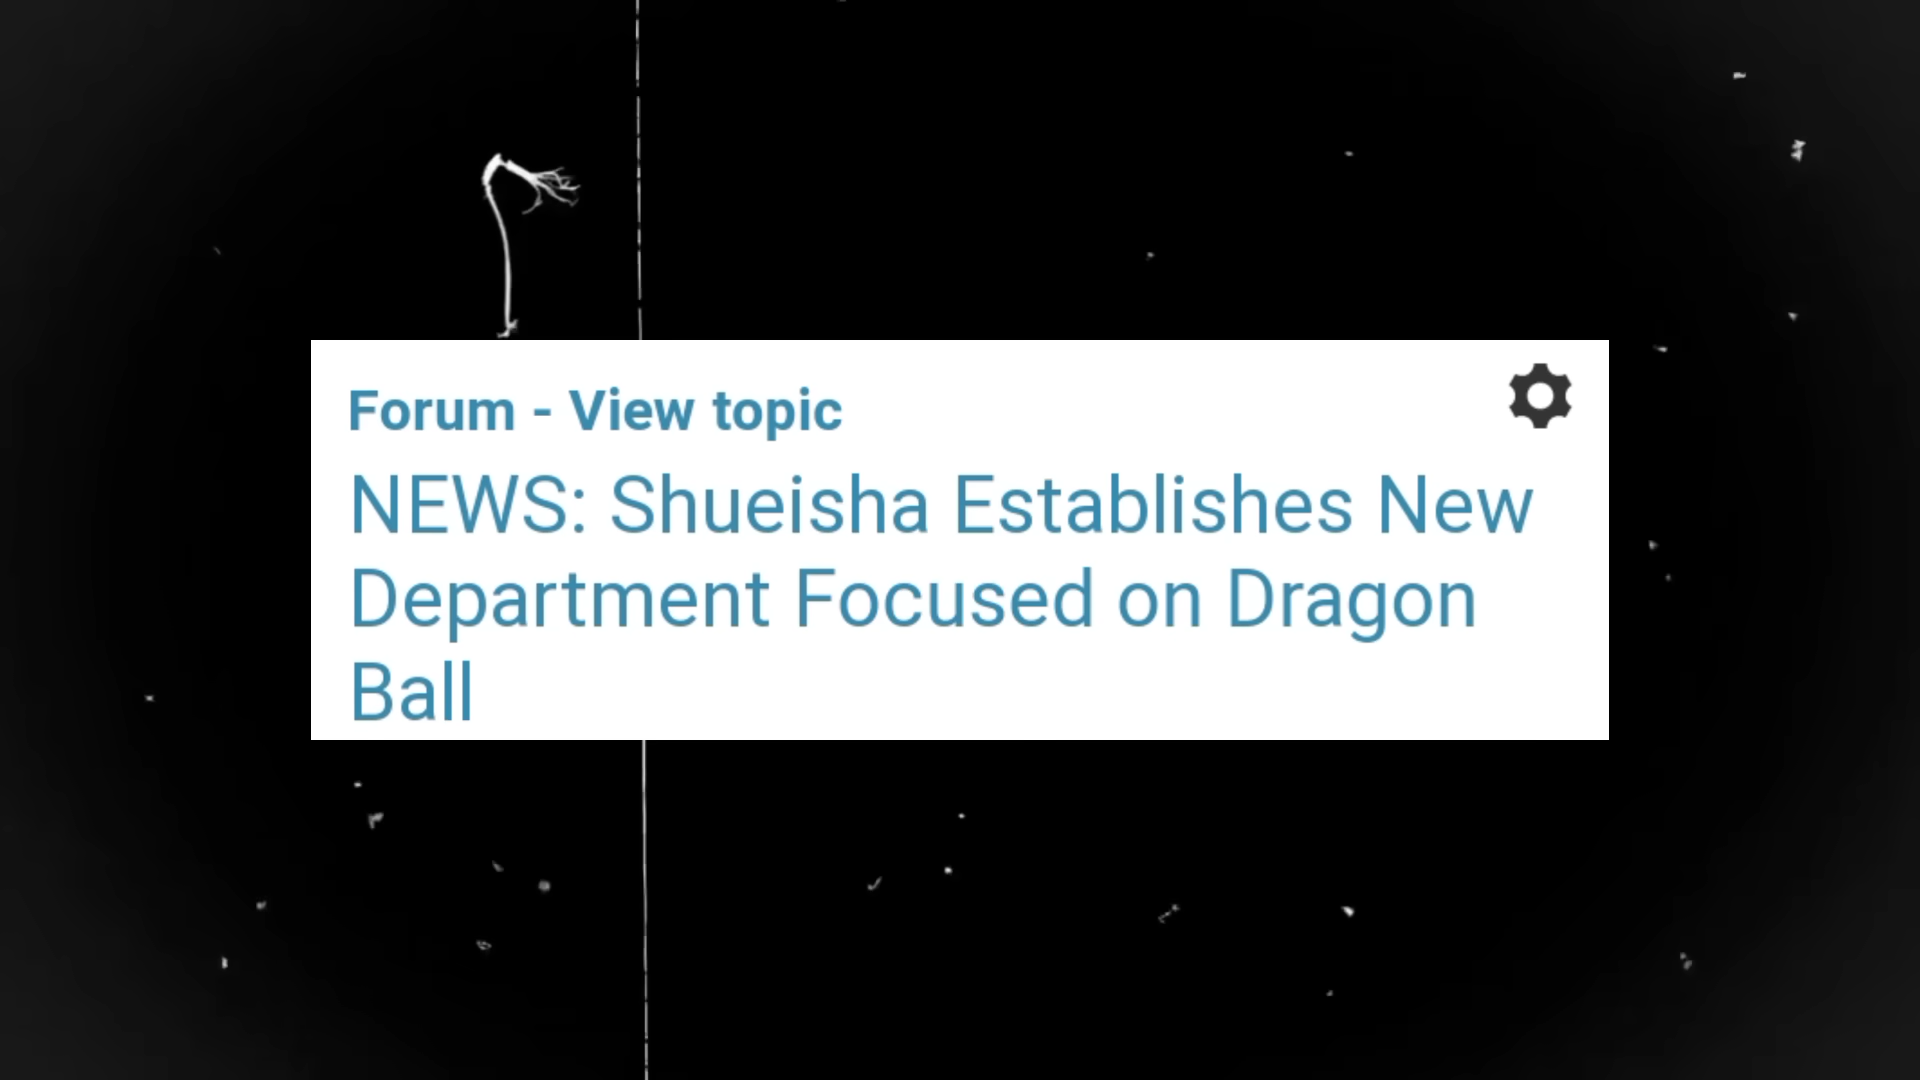 Forum - View topic
NEWS: Shueisha Establishes New
Department Focused on Dragon
Ball